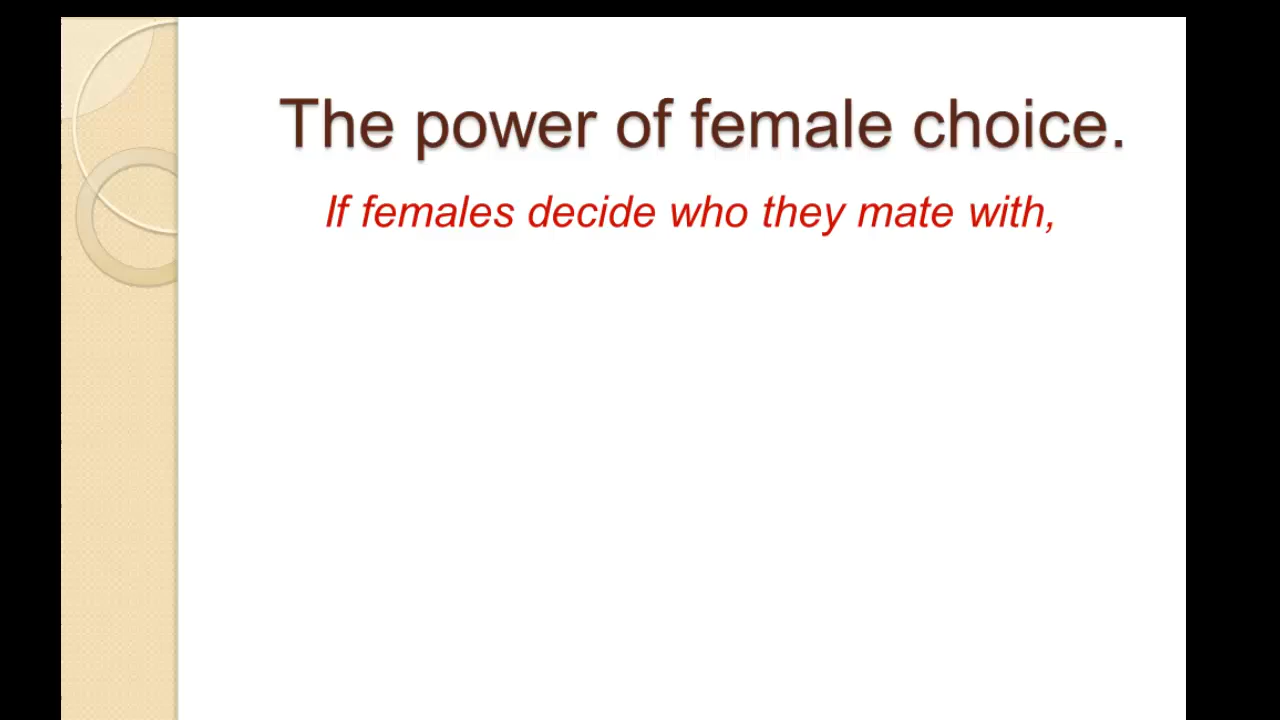 The power of female choice.
If females decide who they mate with,